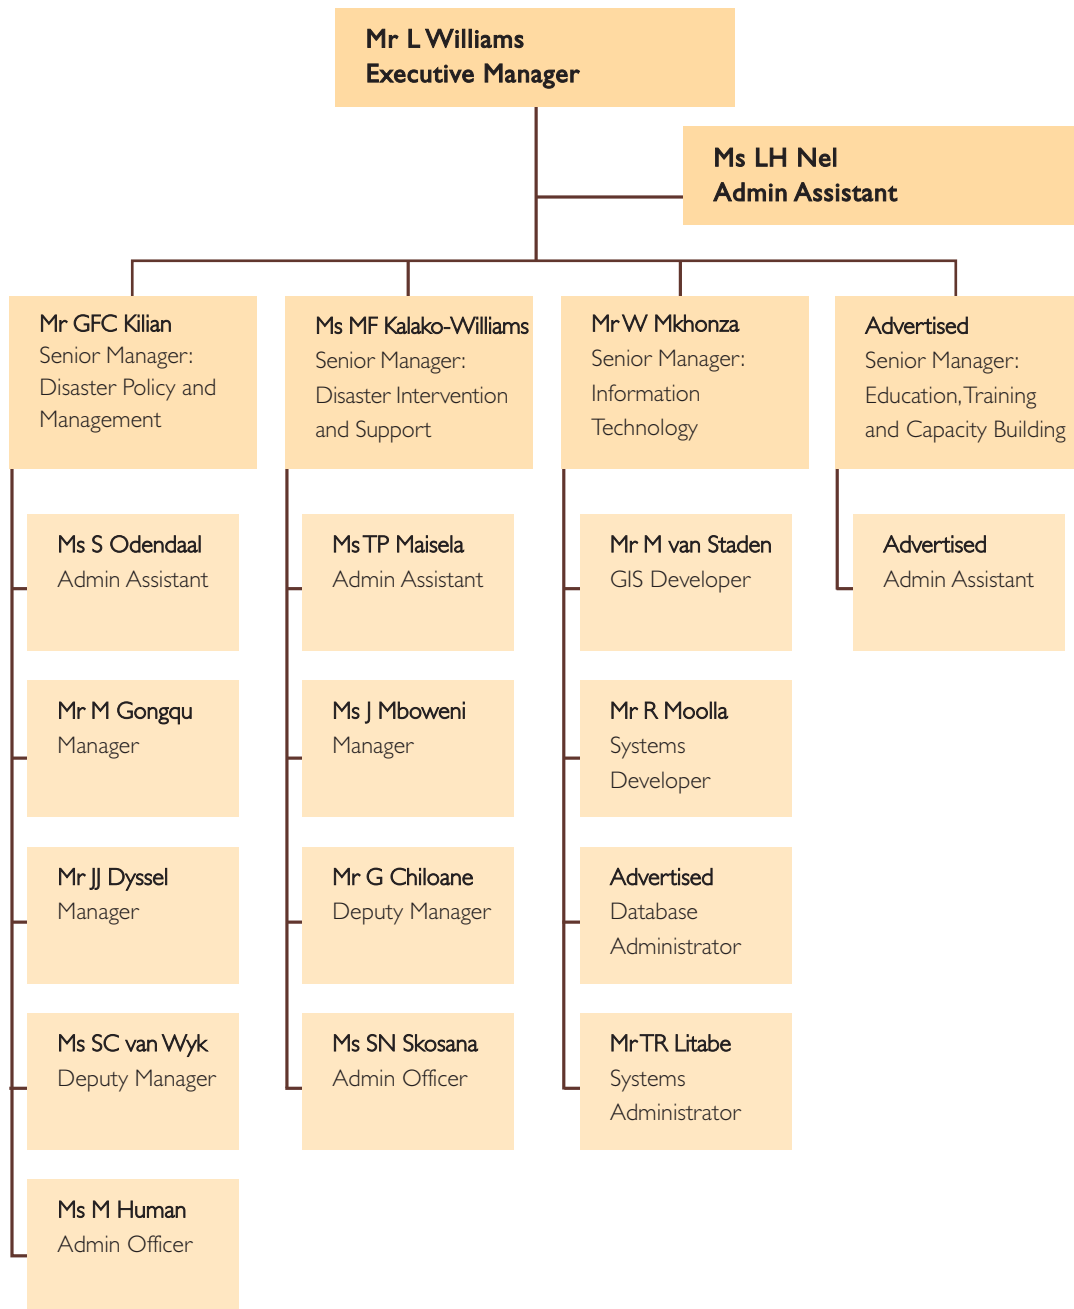 Mr L Williams
Executive Manager
Ms LH Nel
Admin Assistant
Mr GFC Kilian
Senior Manager:
Disaster Policy and
Management
Ms MF Kalako-Williams
Senior Manager:
Disaster Intervention
and Support
Mr W Mkhonza
Senior Manager:
Information
Technology
Advertised
Senior Manager:
Education, Training
and Capacity Building
Ms S Odendaal
Admin Assistant
Mr M Gongqu
Manager
Mr JJ Dyssel
Manager
Ms SC van Wyk
Deputy Manager
Ms M Human
Admin Officer
Ms TP Maisela
Admin Assistant
Ms J Mboweni
Manager
Mr G Chiloane
Deputy Manager
Ms SN Skosana
Admin Officer
Mr M van Staden
GIS Developer
Mr R Moolla
Systems
Developer
Advertised
Database
Administrator
Mr TR Litabe
Systems
Administrator
Advertised
Admin Assistant